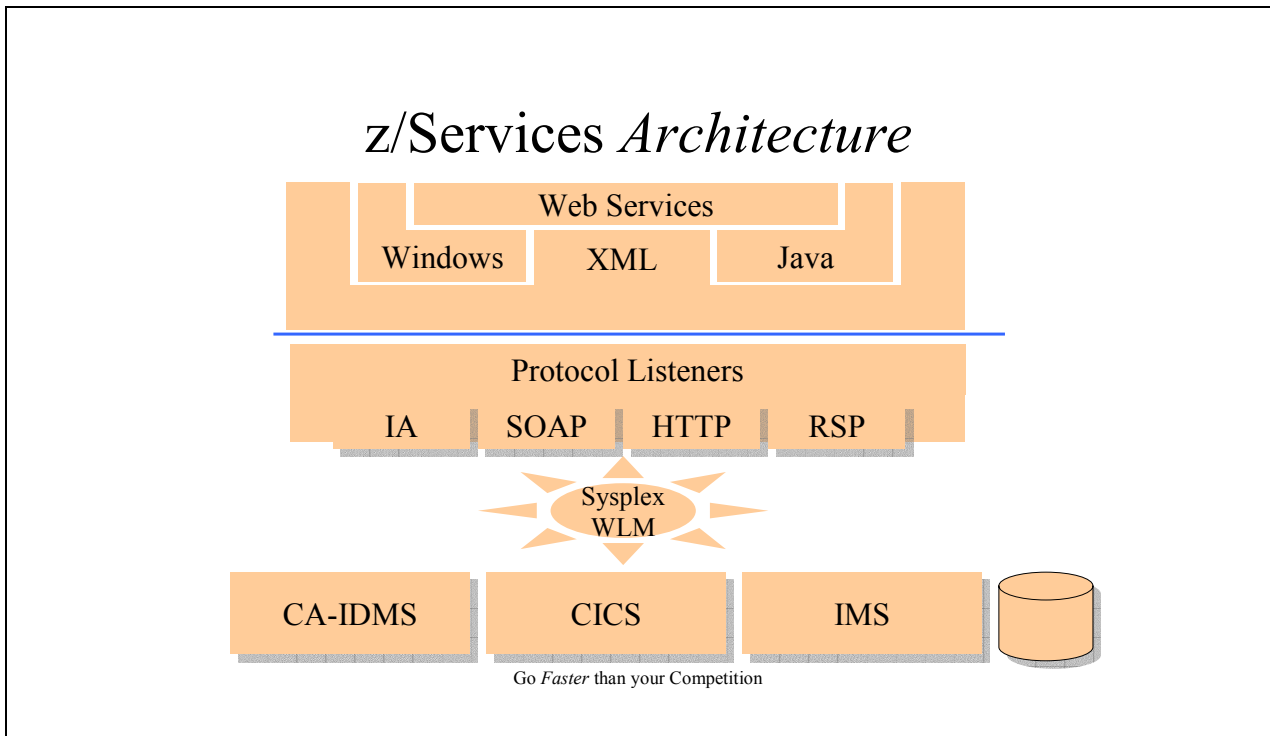 z/Services Architecture
Web Services
Windows XML Java
Protocol Listeners
IA SOAP HTTP RSP
Sysplex
WLM
CA-IDMS CICS IMS
Go Faster than your Competition